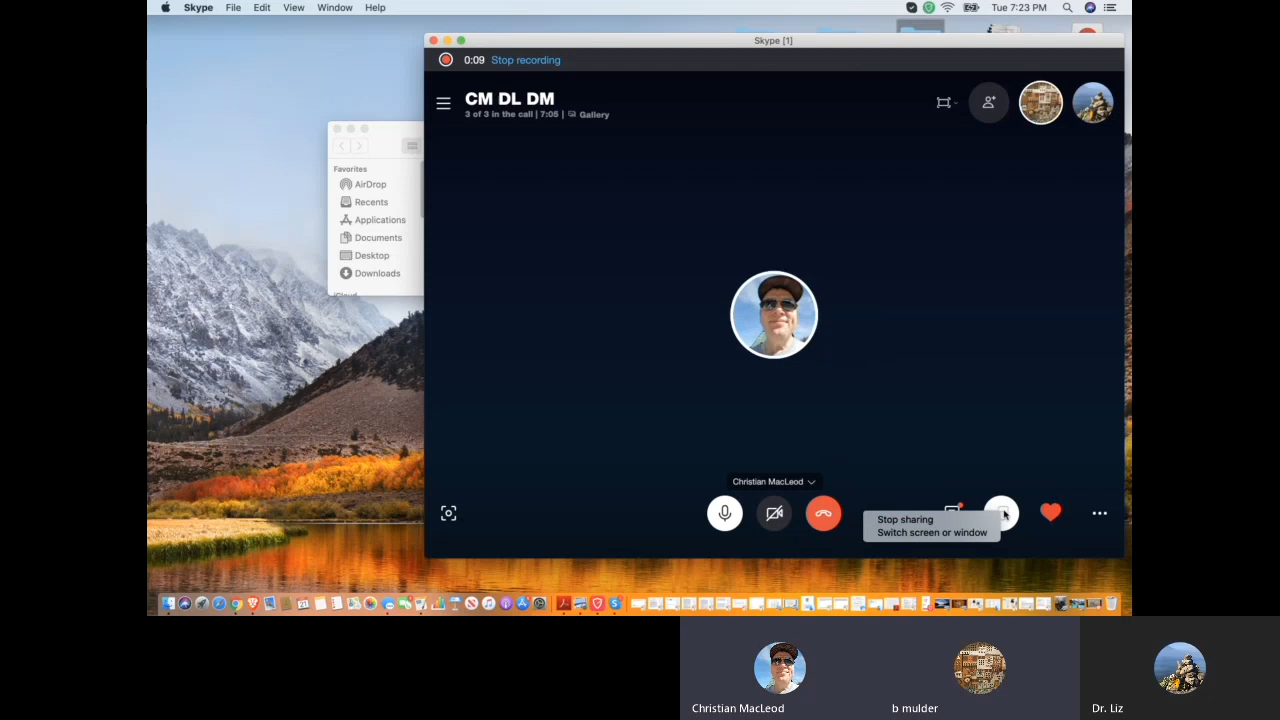 Skype File Edit View Window Help
Tue 7:23 PM
Skype [1]
0:09 Stop recording
CM DL DM
3 of 3 in the call | 7:05 | Gallery
Favorites
AirDrop
Recents
Applications
Documents
Desktop
Downloads
iCloud
Christian MacLeod
Stop sharing
Switch screen or window
Christian MacLeod
b mulder
Dr. Liz